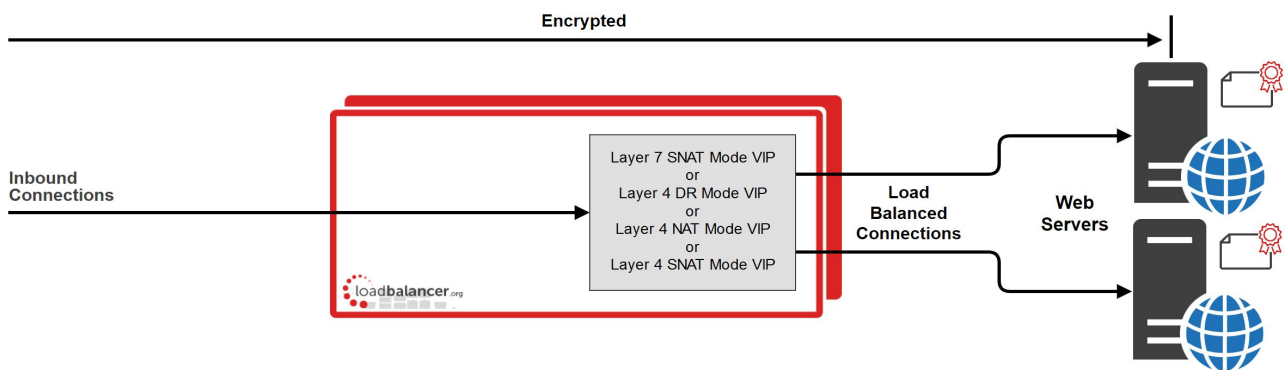 Encrypted
Inbound
Connections
Layer 7 SNAT Mode VIP
or
Layer 4 DR Mode VIP
or
Layer 4 NAT Mode VIP
or
Layer 4 SNAT Mode VIP
Load
Balanced
Connections
Web
Servers
loadbalancer.org